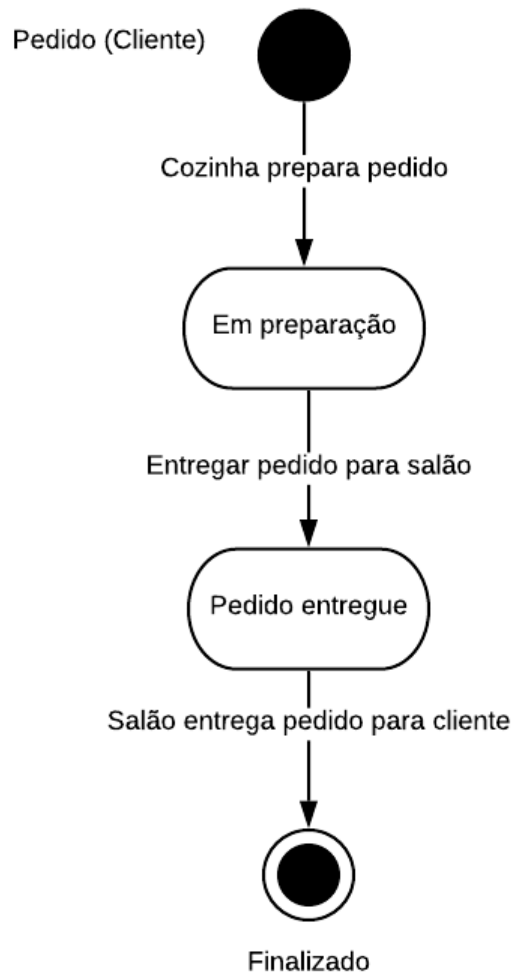 Pedido (Cliente)
Cozinha prepara pedido
Em preparação
Entregar pedido para salão
Pedido entregue
Salão entrega pedido para cliente
Finalizado